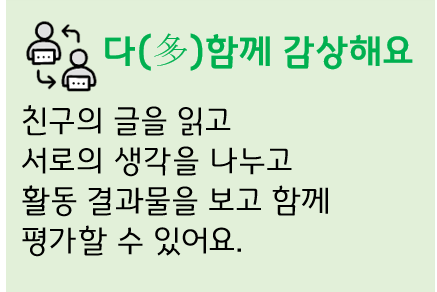 다(多)함께 감상해요
친구의 글을 읽고
서로의 생각을 나누고
활동 결과물을 보고 함께
평가할 수 있어요.